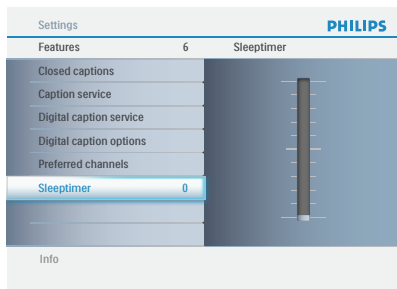 Settings
PHILIPS
Features 6 Sleeptimer
Closed captions
Caption service
Digital caption service
Digital caption options
Preferred channels
Sleeptimer 0
Info